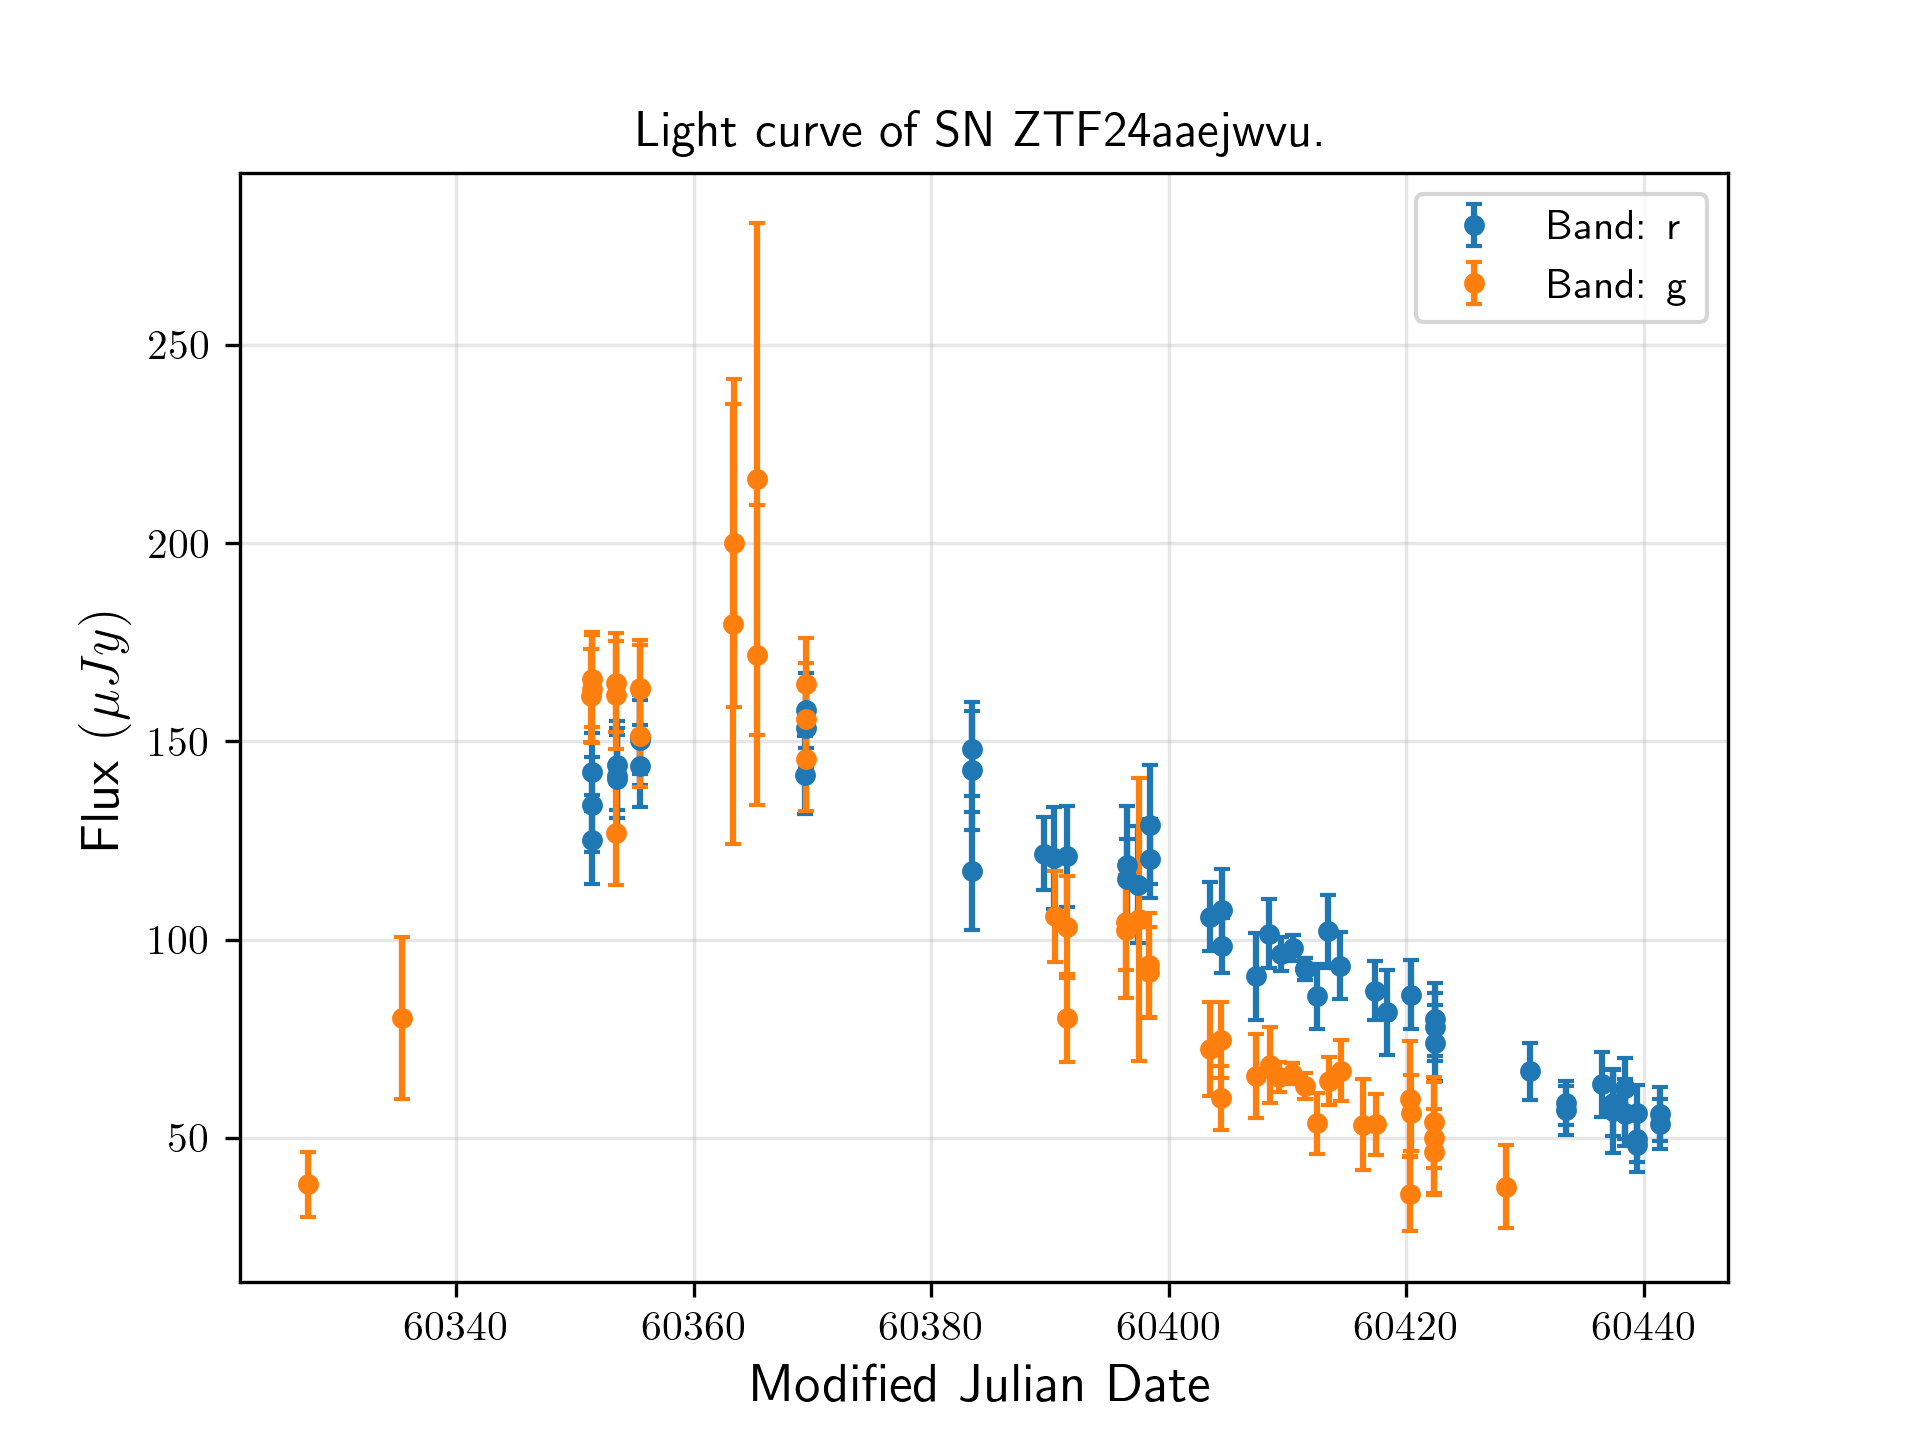 Light curve of SN ZTF24aaejwvu.
Band: r
Band: g
250
200
150
100
50
Flux (μJy)
60340 60360 60380 60400 60420 60440
Modified Julian Date